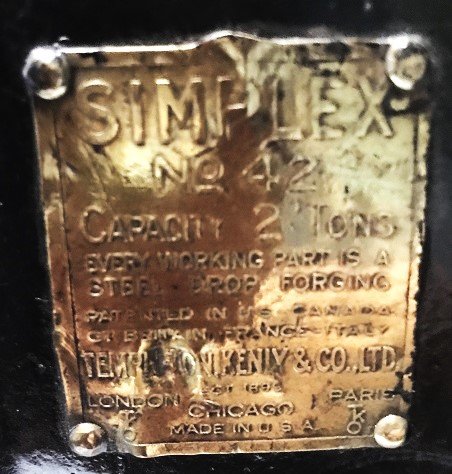 SIMPLEX
No 42
CAPACITY 2 TONS
EVERY WORKING PART IS A
STEEL DROP FORGING
PATENTED IN U.S. CANADA
GT BRITAIN, FRANCE-ITALY
TEMPLETON, KENLY & CO., LTD.
LONDON CHICAGO PARIS
MADE IN U.S.A.